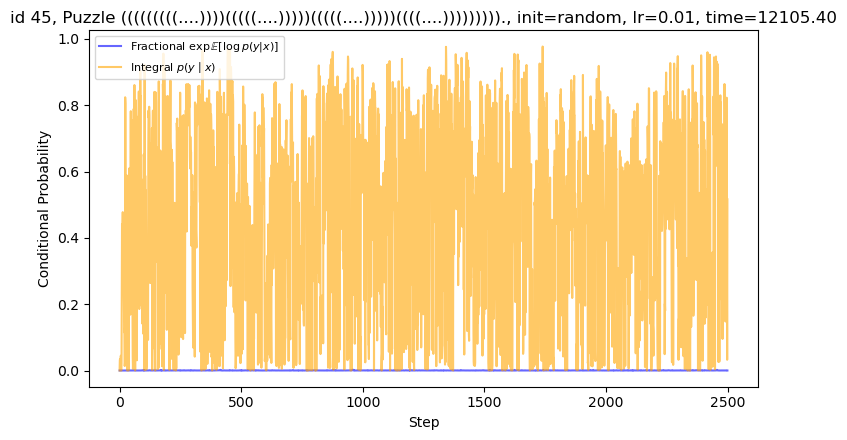 id 45, Puzzle (((((((((....))))(((((....)))))(((((....)))))((((....)))))))))., init=random, lr=0.01, time=12105.40
Fractional exp𝔼[log p(y|x)]
Integral p(y | x)
1.0
0.8
0.6
0.4
0.2
0.0
Conditional Probability
0
500
1000
1500
2000
2500
Step